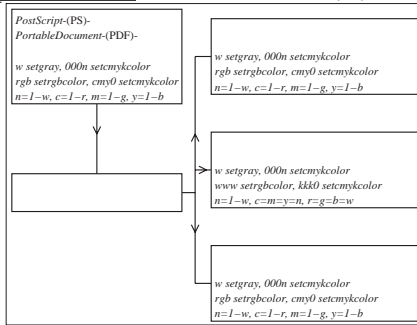 PostScript-(PS)-
PortableDocument-(PDF)-
w setgray, 000n setcmykcolor
rgb setrgbcolor, cmy0 setcmykcolor
n=1−w, c=1−r, m=1−g, y=1−b
w setgray, 000n setcmykcolor
rgb setrgbcolor, cmy0 setcmykcolor
n=1−w, c=1−r, m=1−g, y=1−b
w setgray, 000n setcmykcolor
www setrgbcolor, kkk0 setcmykcolor
n=1−w, c=m=y=n, r=g=b=w
w setgray, 000n setcmykcolor
rgb setrgbcolor, cmy0 setcmykcolor
n=1−w, c=1−r, m=1−g, y=1−b